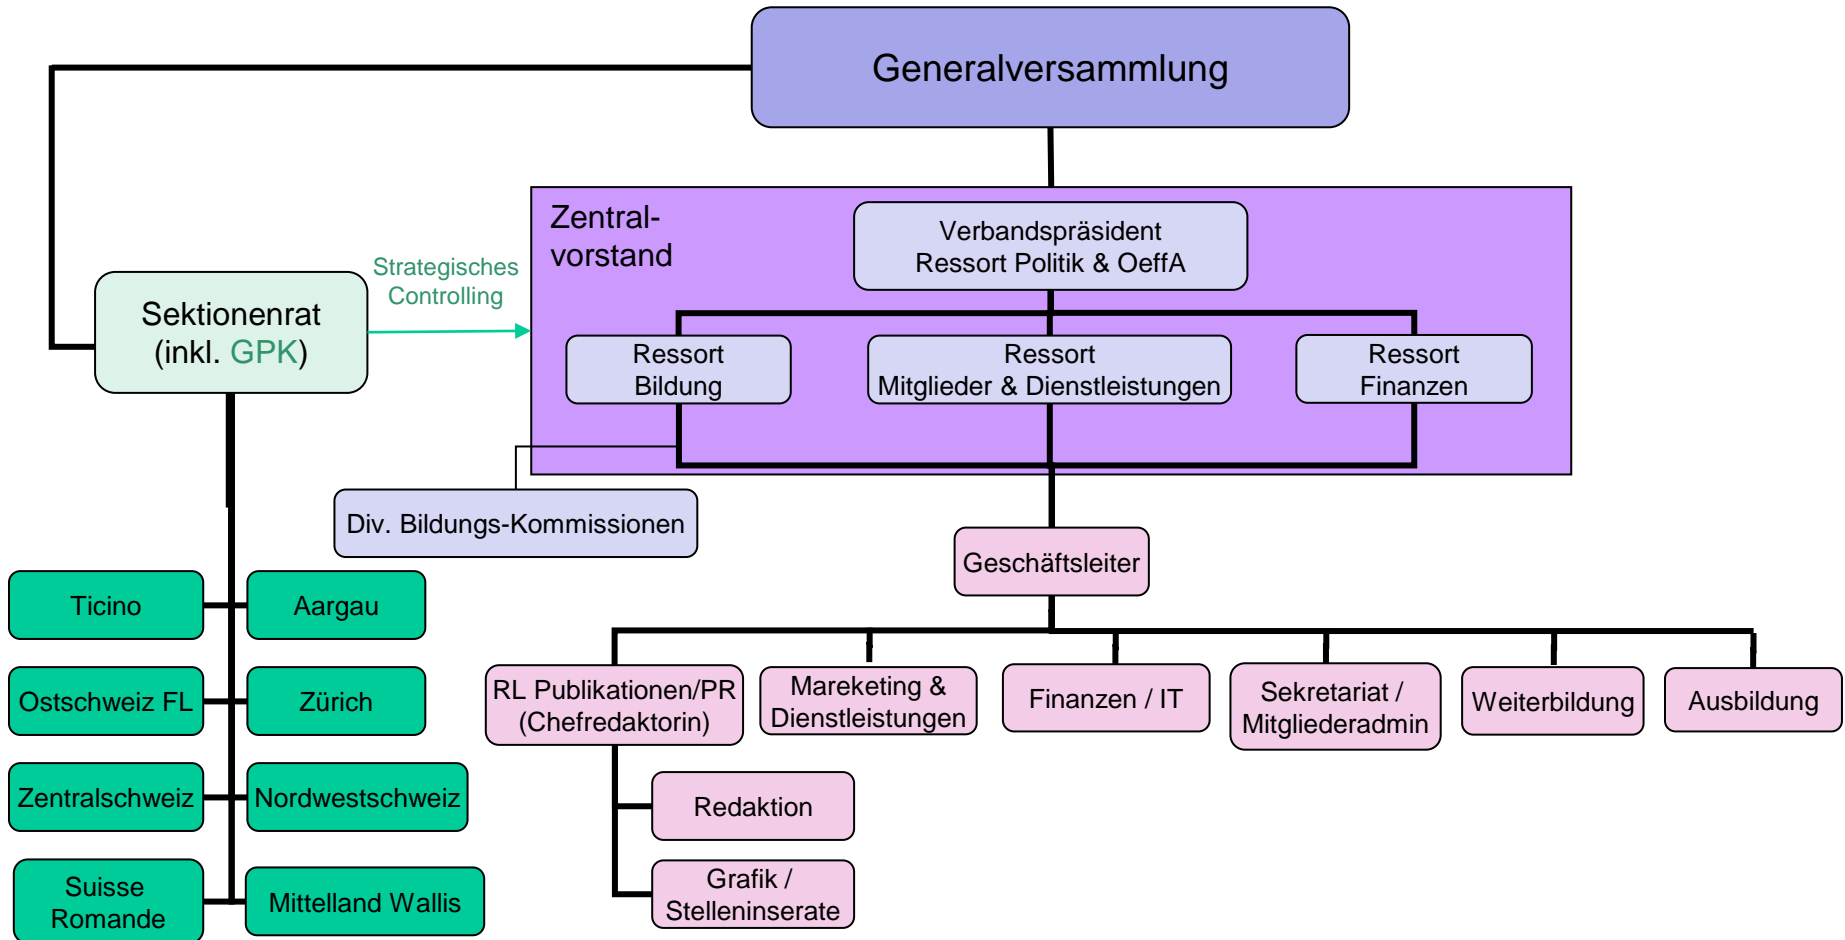 Generalversammlung
Zentral-
vorstand
Verbandspräsident
Ressort Politik & OeffA
Strategisches
Controlling
Sektionenrat
(inkl. GPK)
Ressort
Bildung
Ressort
Mitglieder & Dienstleistungen
Ressort
Finanzen
Div. Bildungs-Kommissionen
Geschäftsleiter
Ticino
Aargau
Ostschweiz FL
Zürich
Zentralschweiz
Nordwestschweiz
Suisse
Romande
Mittelland Wallis
RL Publikationen/PR
(Chefredaktorin)
Mareketing &
Dienstleistungen
Finanzen / IT
Sekretariat /
Mitgliederadmin
Weiterbildung
Ausbildung
Redaktion
Grafik /
Stelleninserate